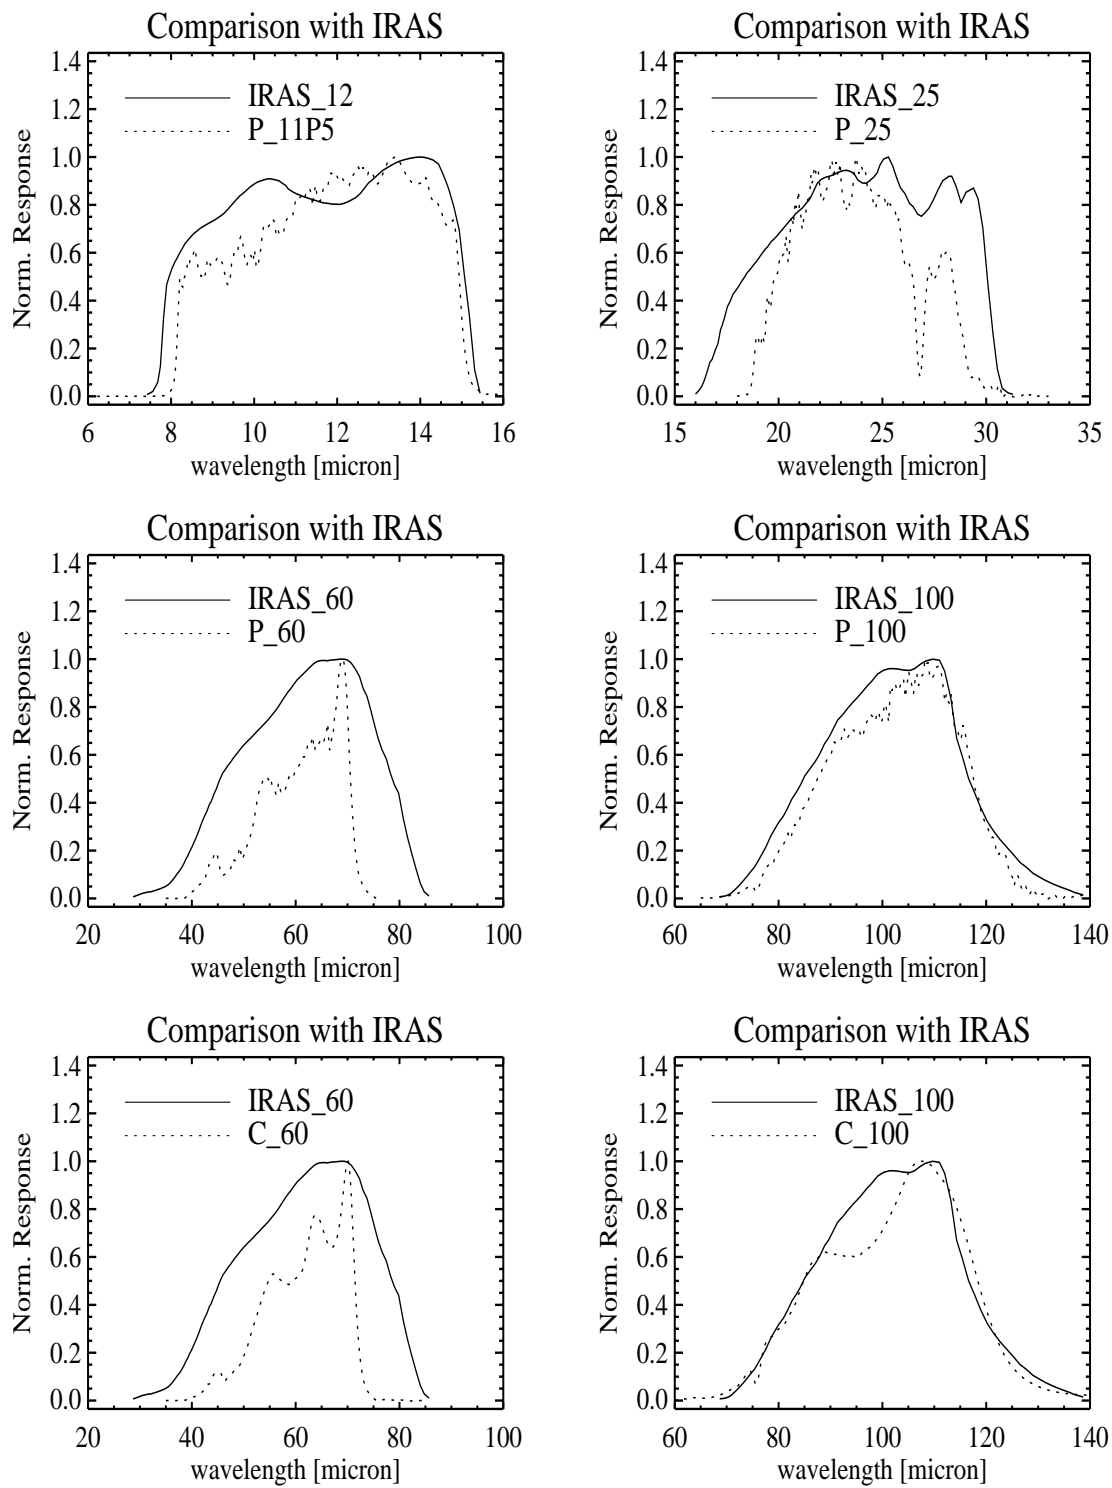 Comparison with IRAS
IRAS_12
P_11P5
Norm. Response
1.4
1.2
1.0
0.8
0.6
0.4
0.2
0.0
6 8 10 12 14 16
wavelength [micron]
Comparison with IRAS
IRAS_25
P_25
Norm. Response
1.4
1.2
1.0
0.8
0.6
0.4
0.2
0.0
15 20 25 30 35
wavelength [micron]
Comparison with IRAS
IRAS_60
P_60
Norm. Response
1.4
1.2
1.0
0.8
0.6
0.4
0.2
0.0
20 40 60 80 100
wavelength [micron]
Comparison with IRAS
IRAS_100
P_100
Norm. Response
1.4
1.2
1.0
0.8
0.6
0.4
0.2
0.0
60 80 100 120 140
wavelength [micron]
Comparison with IRAS
IRAS_60
C_60
Norm. Response
1.4
1.2
1.0
0.8
0.6
0.4
0.2
0.0
20 40 60 80 100
wavelength [micron]
Comparison with IRAS
IRAS_100
C_100
Norm. Response
1.4
1.2
1.0
0.8
0.6
0.4
0.2
0.0
60 80 100 120 140
wavelength [micron]